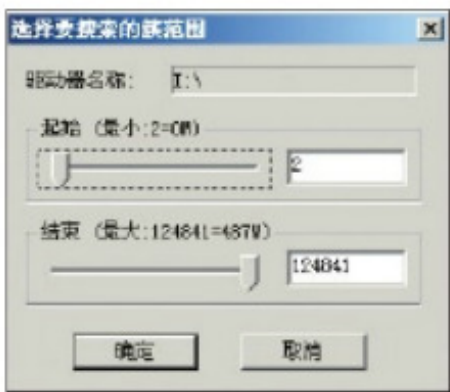 选择要搜索的簇范围
驱动器名称: I:\
起始 (最小:2=0M)
2
结束 (最大:124841=487M)
124841
确定
取消